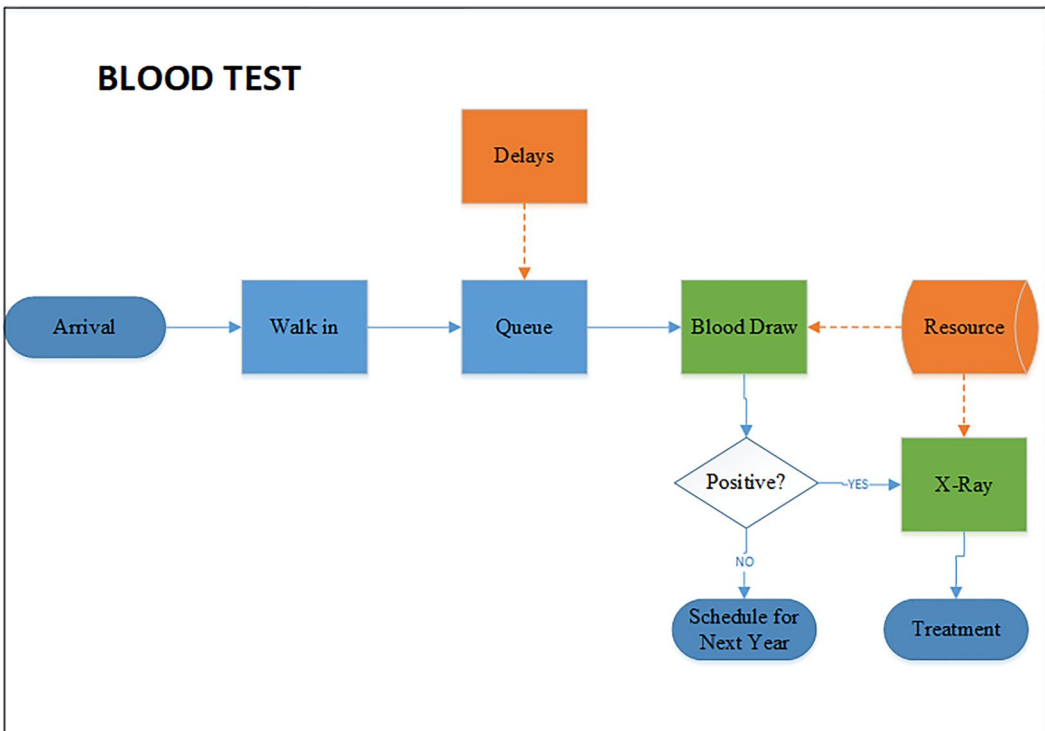 BLOOD TEST
Delays
Arrival
Walk in
Queue
Blood Draw
Resource
Positive?
YES
X-Ray
NO
Schedule for
Next Year
Treatment